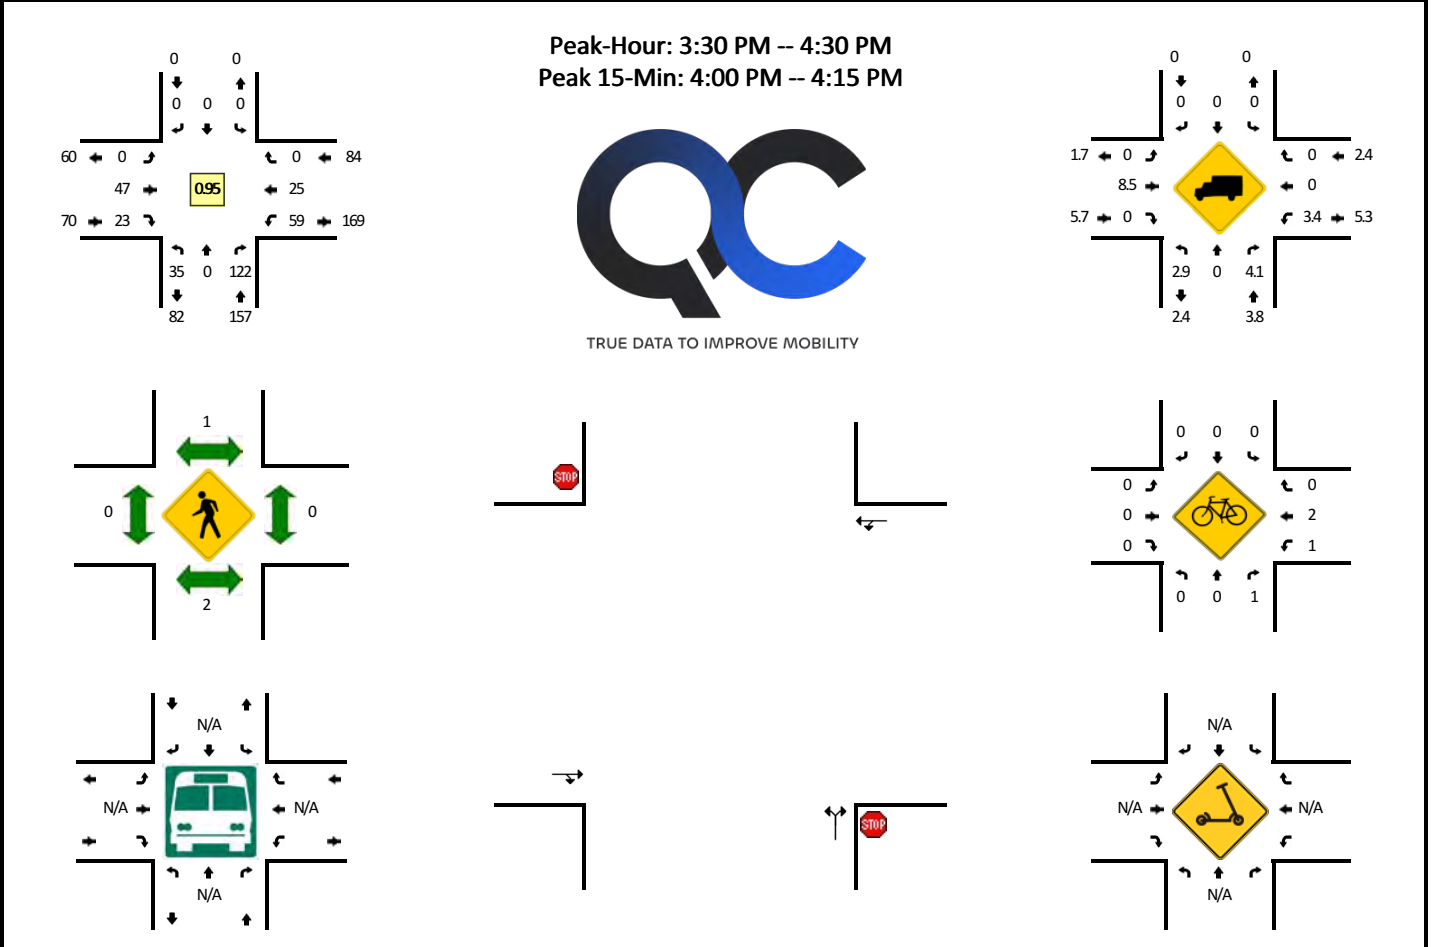 Peak-Hour: 3:30 PM -- 4:30 PM
Peak 15-Min: 4:00 PM -- 4:15 PM
0 0
0 0 0
60 0 0 84
47 0.95 25
70 23 59 169
35 0 122
82 157
QC
TRUE DATA TO IMPROVE MOBILITY
0 0
0 0 0
1.7 0 0 2.4
8.5 0
5.7 0 3.4 5.3
2.9 0 4.1
2.4 3.8
1
0 0
2
STOP
STOP
0 0 0
0 0
0 2
0 1
0 0 1
N/A
N/A N/A
N/A
N/A
N/A N/A
N/A